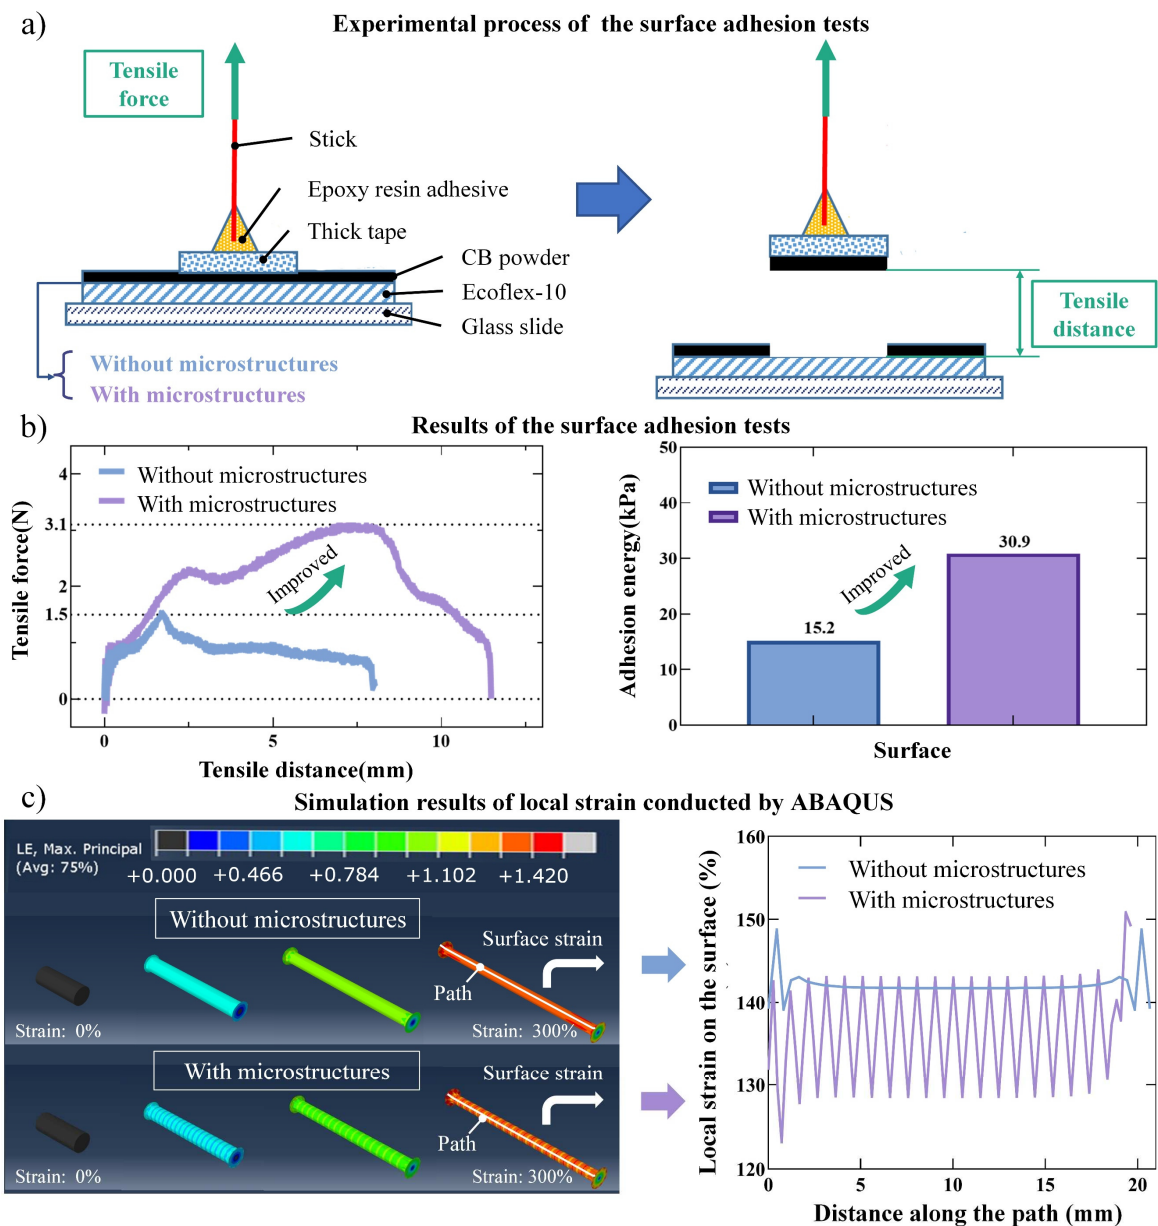 a)
Experimental process of the surface adhesion tests
Tensile
force
Stick
Epoxy resin adhesive
Thick tape
CB powder
Ecoflex-10
Glass slide
Without microstructures
With microstructures
Tensile
distance
b)
Results of the surface adhesion tests
Tensile force(N)
4
3.1
2
1.5
0
Without microstructures
With microstructures
Improved
0
5
10
Tensile distance(mm)
Adhesion energy(kPa)
50
40
30
20
10
0
Without microstructures
With microstructures
Improved
15.2
30.9
Surface
c)
Simulation results of local strain conducted by ABAQUS
LE, Max. Principal
(Avg: 75%)
+0.000 +0.466 +0.784 +1.102 +1.420
Without microstructures
Surface strain
Path
Strain: 0%
Strain: 300%
With microstructures
Surface strain
Path
Strain: 0%
Strain: 300%
Local strain on the surface (%)
160
150
140
130
120
Without microstructures
With microstructures
0
5
10
15
20
Distance along the path (mm)